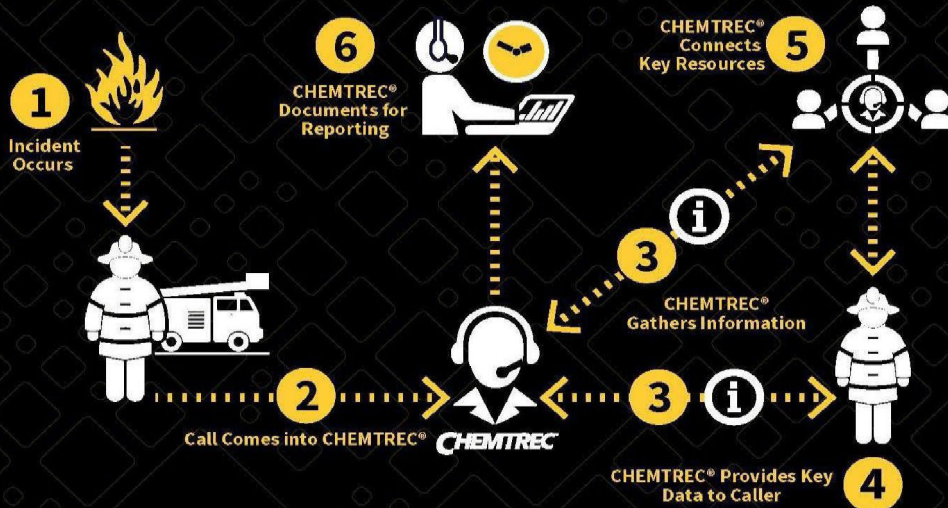 1
Incident
Occurs
2
Call Comes into CHEMTREC®
CHEMTREC
3
i
CHEMTREC®
Gathers Information
3
i
4
CHEMTREC® Provides Key
Data to Caller
5
CHEMTREC®
Connects
Key Resources
6
CHEMTREC®
Documents for
Reporting